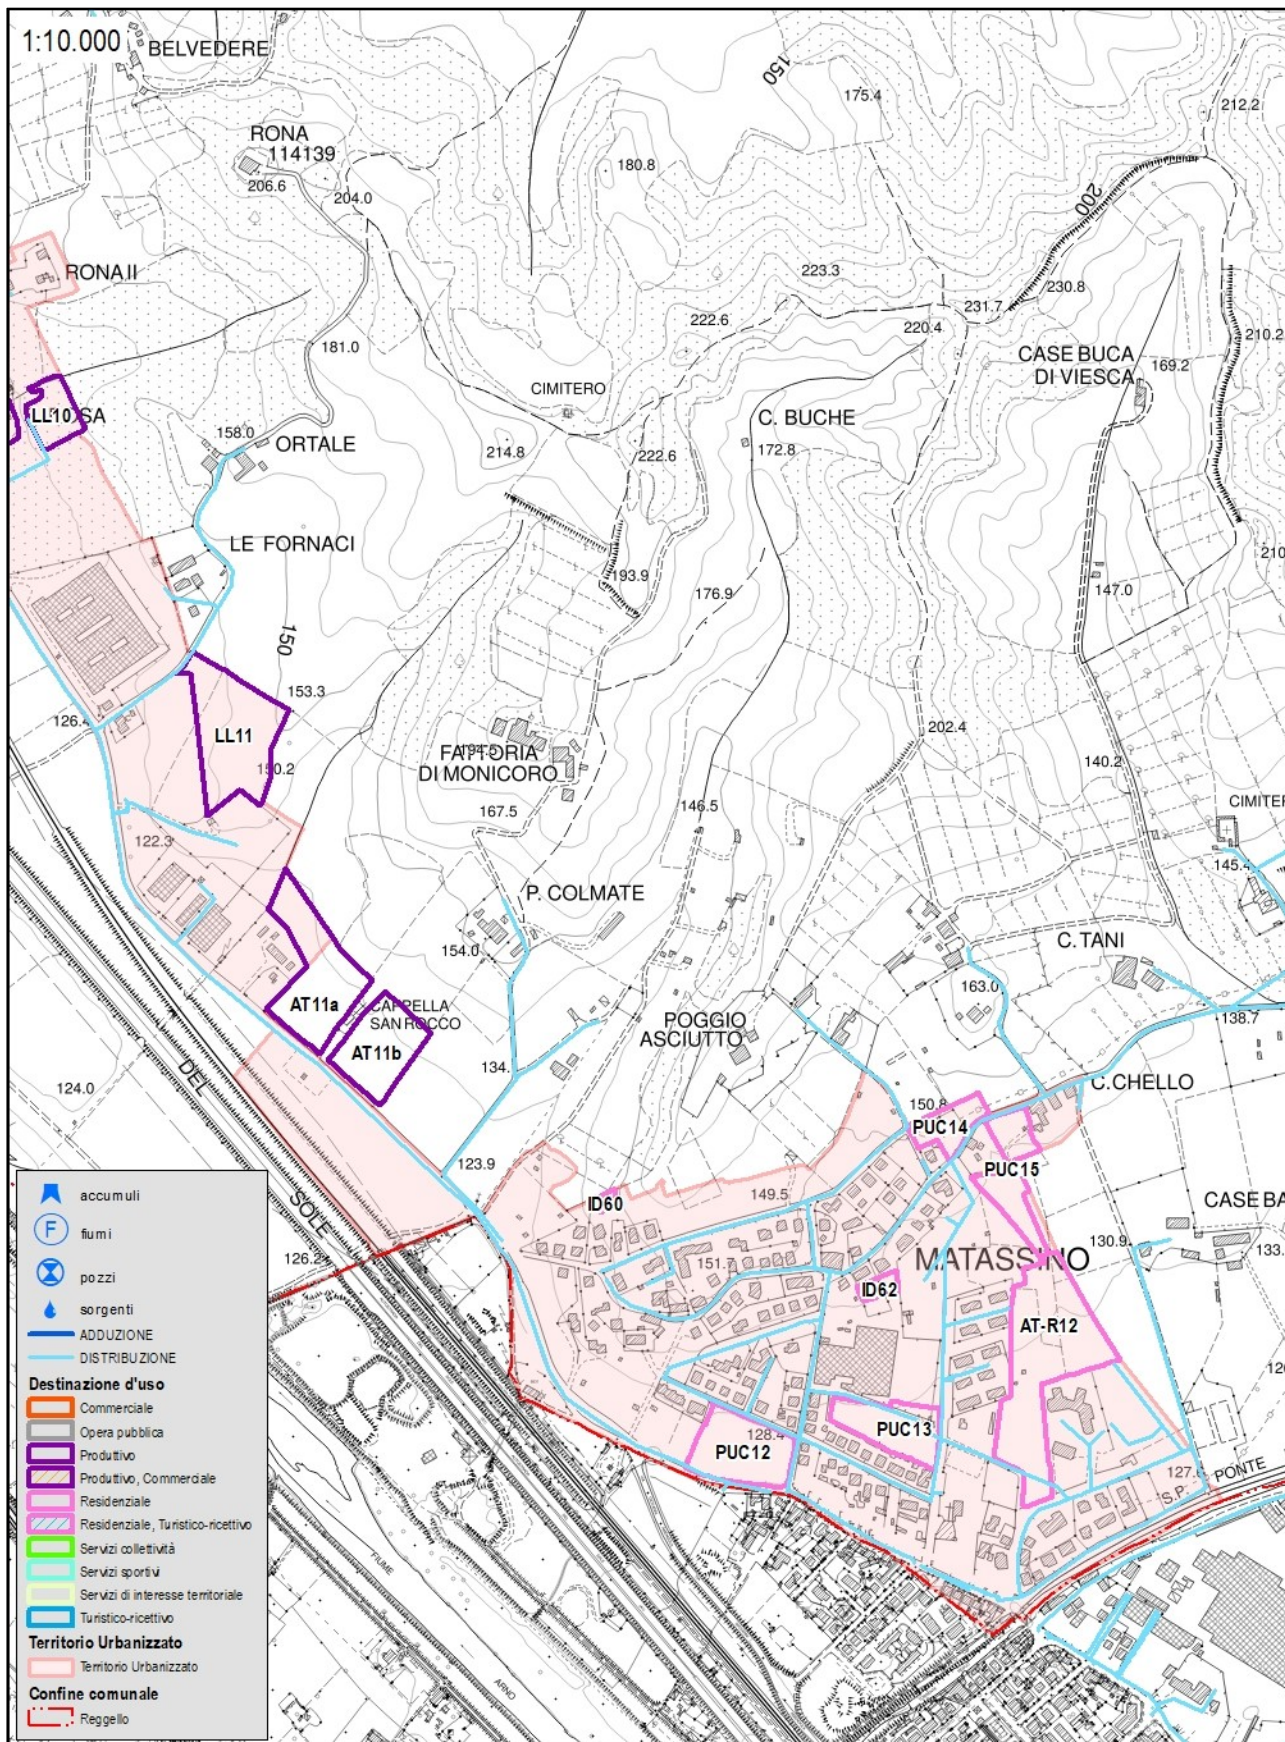 1:10.000
BELVEDERE
150
175.4
212.2
RONA
114139
206.6
204.0
180.8
200
RONA II
223.3
230.8
231.7
222.6
220.4
210.2
181.0
CASE BUCA
DI VIESCA
169.2
CIMITERO
LL10
SA
C. BUCHE
158.0
ORTALE
214.8
222.6
172.8
LE FORNACI
193.9
176.9
147.0
210
150
153.3
126.4
LL11
202.4
FATTORIA
194.5
DI MONICORO
150.2
140.2
167.5
146.5
CIMITER
122.3
145.4
P. COLMATE
154.0
C. TANI
163.0
AT11a
CAPPELLA
SAN ROCCO
POGGIO
ASCIUTTO
138.7
AT11b
134.
DEL
124.0
C. CHELLO
150.8
PUC14
PUC15
123.9
149.5
ID60
SOLE
CASE BA
130.9
133.
126.2
151.7
MATASSINO
ID62
AT-R12
126
128.4
PUC13
PUC12
127.
S.P.
PONTE
FIUME
ARNO
accumuli
F
fiumi
pozzi
sorgenti
ADDUZIONE
DISTRIBUZIONE
Destinazione d'uso
Commerciale
Opera pubblica
Produttivo
Produttivo, Commerciale
Residenziale
Residenziale, Turistico-ricettivo
Servizi collettività
Servizi sportivi
Servizi di interesse territoriale
Turistico-ricettivo
Territorio Urbanizzato
Territorio Urbanizzato
Confine comunale
Reggello